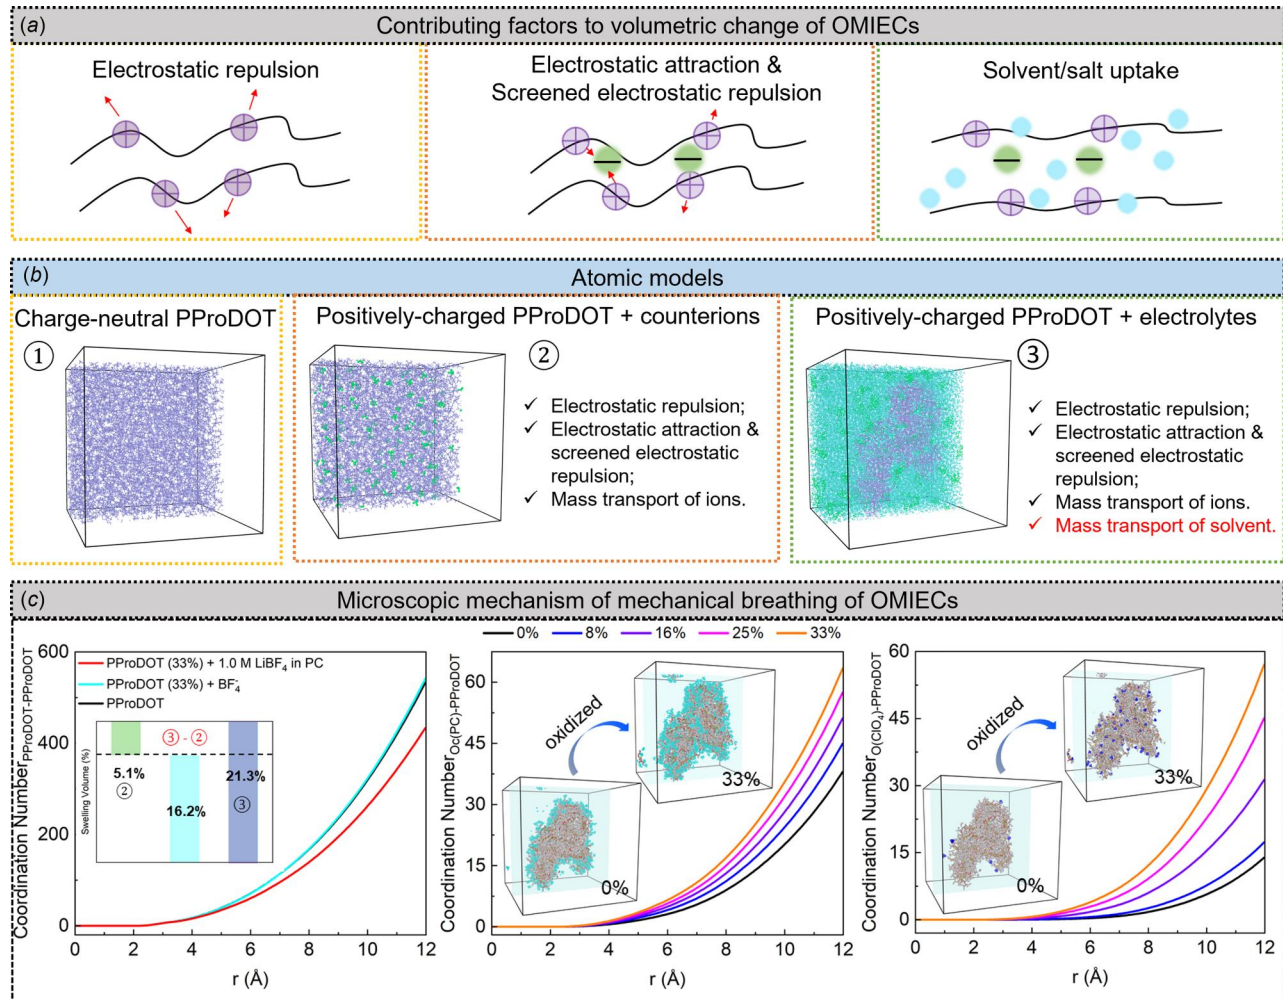 (a) Contributing factors to volumetric change of OMIECs
Electrostatic repulsion
Electrostatic attraction &
Screened electrostatic repulsion
Solvent/salt uptake
(b) Atomic models
Charge-neutral PProDOT
①
Positively-charged PProDOT + counterions
②
✓ Electrostatic repulsion;
✓ Electrostatic attraction &
screened electrostatic
repulsion;
✓ Mass transport of ions.
Positively-charged PProDOT + electrolytes
③
✓ Electrostatic repulsion;
✓ Electrostatic attraction &
screened electrostatic
repulsion;
✓ Mass transport of ions.
✓ Mass transport of solvent.
(c) Microscopic mechanism of mechanical breathing of OMIECs
0% 8% 16% 25% 33%
Coordination Number PProDOT-PProDOT
600
400
200
0
PProDOT (33%) + 1.0 M LiBF4 in PC
PProDOT (33%) + BF4-
PProDOT
Swelling Volume (%)
③ - ②
5.1%
②
16.2%
21.3%
③
0 2 4 6 8 10 12
r (Å)
Coordination Number Oc(PC)-PProDOT
60
45
30
15
0
oxidized
33%
0%
0 2 4 6 8 10 12
r (Å)
Coordination Number O(ClO4)-PProDOT
60
45
30
15
0
oxidized
33%
0%
0 2 4 6 8 10 12
r (Å)